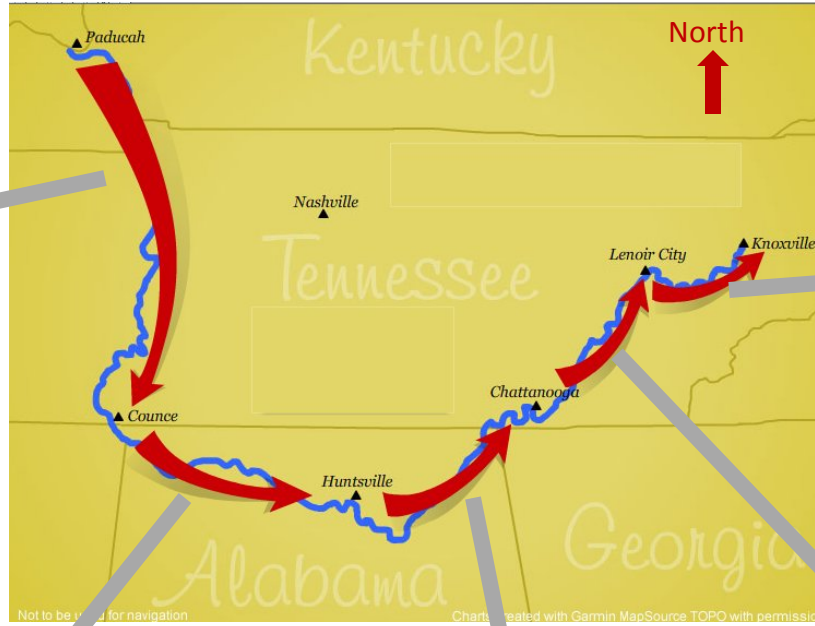 Paducah
Kentucky
North
Nashville
Tennessee
Lenoir City
Knoxville
Chattanooga
Counce
Huntsville
Georgia
Alabama
Not to be for navigation
Charts created with Garmin MapSource TOPO with permissio